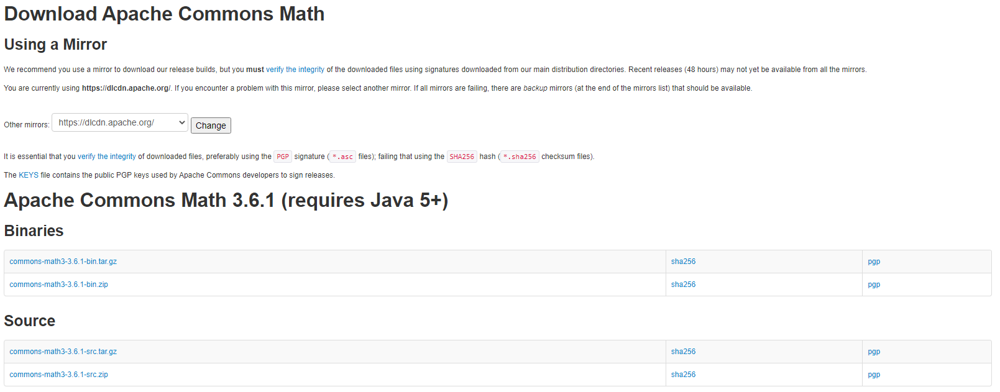 Download Apache Commons Math
Using a Mirror
We recommend you use a mirror to download our release builds, but you must verify the integrity of the downloaded files using signatures downloaded from our main distribution directories. Recent releases (48 hours) may not yet be available from all the mirrors.
You are currently using https://dlcdn.apache.org/. If you encounter a problem with this mirror, please select another mirror. If all mirrors are failing, there are backup mirrors (at the end of the mirrors list) that should be available.
Other mirrors: https://dlcdn.apache.org/ Change
It is essential that you verify the integrity of downloaded files, preferably using the PGP signature (*.asc files); failing that using the SHA256 hash (*.sha256 checksum files).
The KEYS file contains the public PGP keys used by Apache Commons developers to sign releases.
Apache Commons Math 3.6.1 (requires Java 5+)
Binaries
commons-math3-3.6.1-bin.tar.gz sha256 pgp
commons-math3-3.6.1-bin.zip sha256 pgp
Source
commons-math3-3.6.1-src.tar.gz sha256 pgp
commons-math3-3.6.1-src.zip sha256 pgp